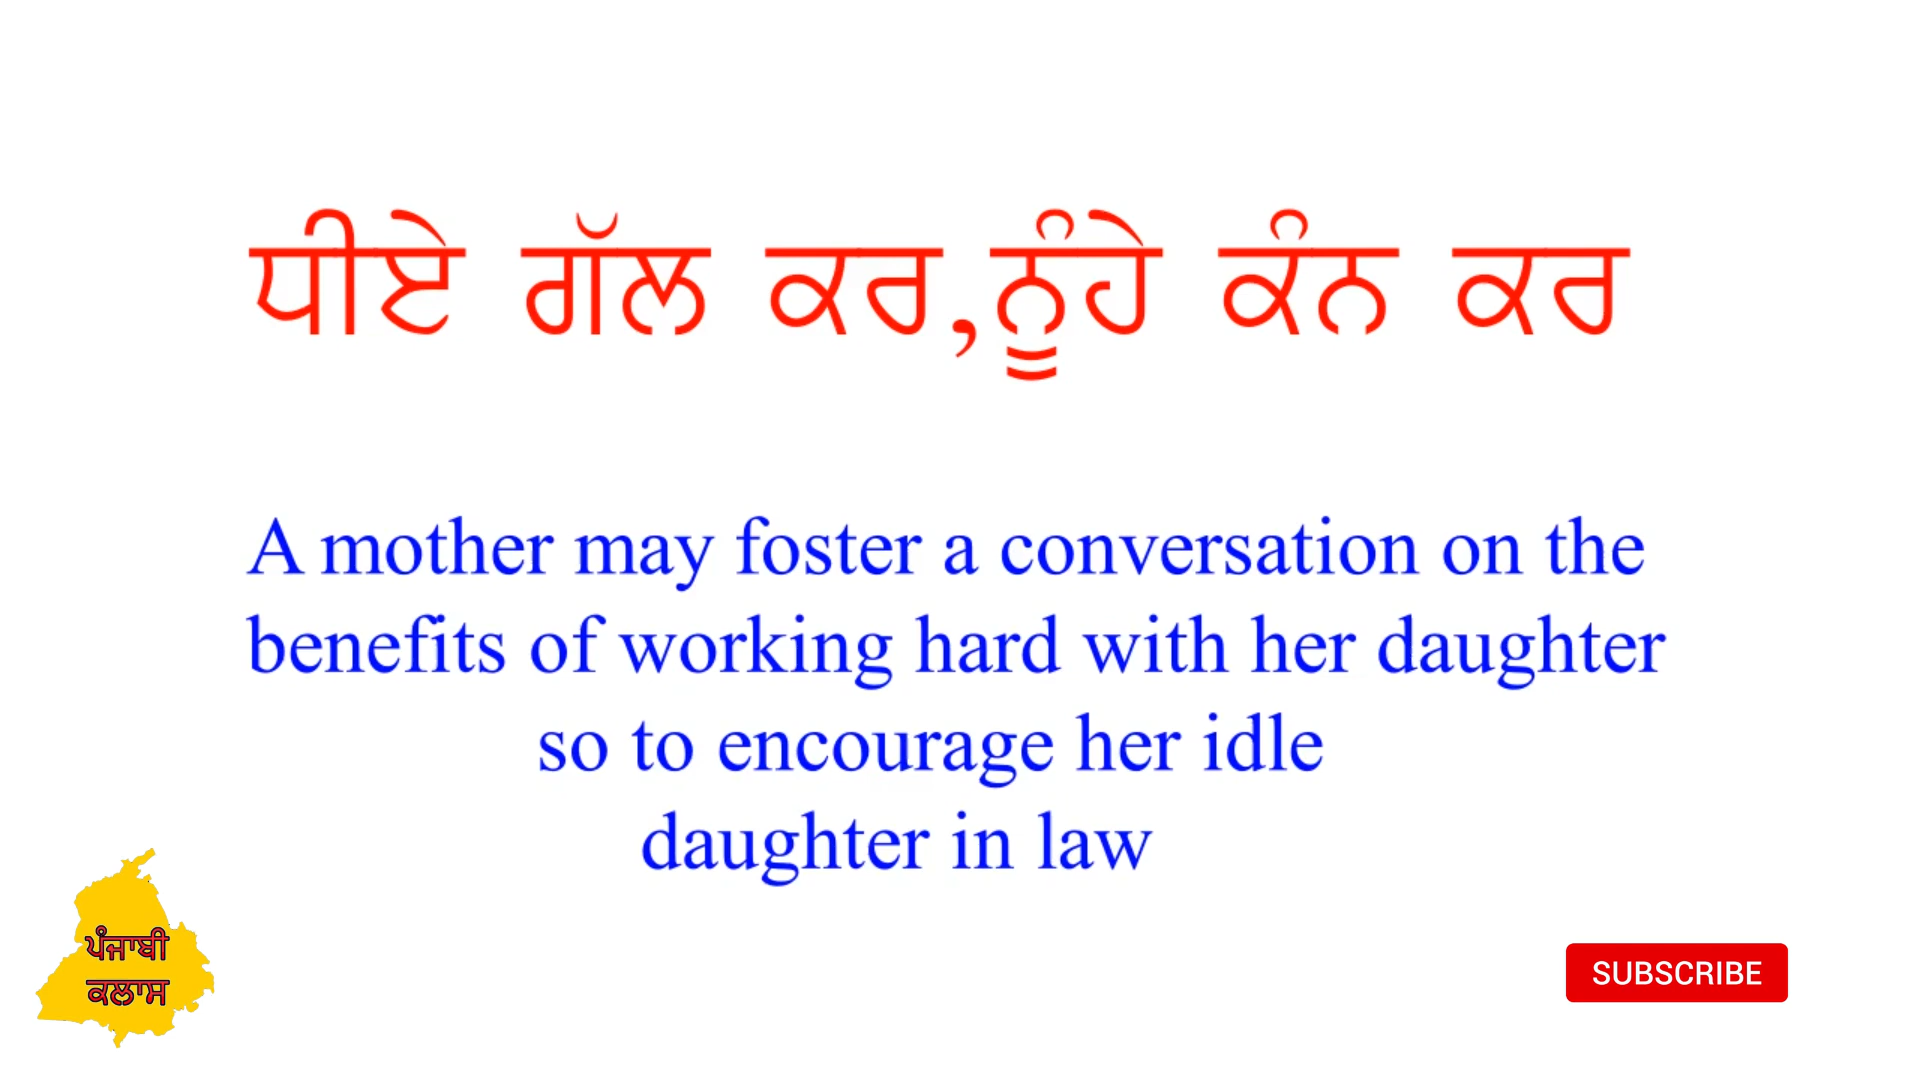 ਧੀਏ ਗੱਲ ਕਰ,ਨੂੰਹੇ ਕੰਨ ਕਰ
A mother may foster a conversation on the
benefits of working hard with her daughter
so to encourage her idle
daughter in law
ਪੰਜਾਬੀ
ਕਲਾਸ
SUBSCRIBE